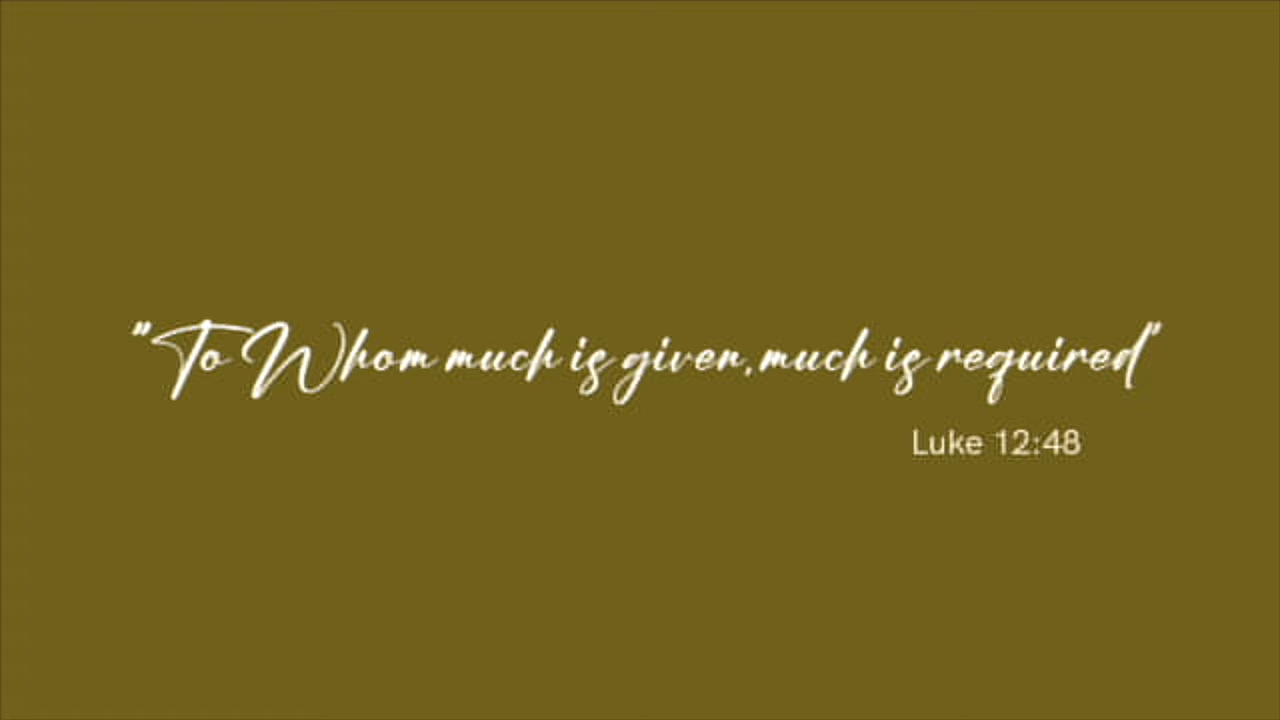 "To Whom much is given, much is required"
Luke 12:48